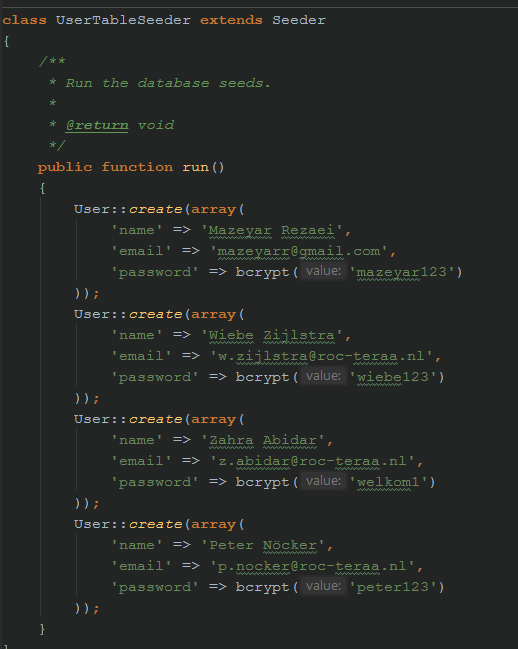 class UserTableSeeder extends Seeder
{
    /**
     * Run the database seeds.
     *
     * @return void
     */
    public function run()
    {
        User::create(array(
            'name' => 'Mazeyar Rezaei',
            'email' => 'mazeyarr@gmail.com',
            'password' => bcrypt( value: 'mazeyar123')
        ));
        User::create(array(
            'name' => 'Wiebe Zijlstra',
            'email' => 'w.zijlstra@roc-teraa.nl',
            'password' => bcrypt( value: 'wiebe123')
        ));
        User::create(array(
            'name' => 'Zahra Abidar',
            'email' => 'z.abidar@roc-teraa.nl',
            'password' => bcrypt( value: 'welkom1')
        ));
        User::create(array(
            'name' => 'Peter Nöcker',
            'email' => 'p.nocker@roc-teraa.nl',
            'password' => bcrypt( value: 'peter123')
        ));
    }
}